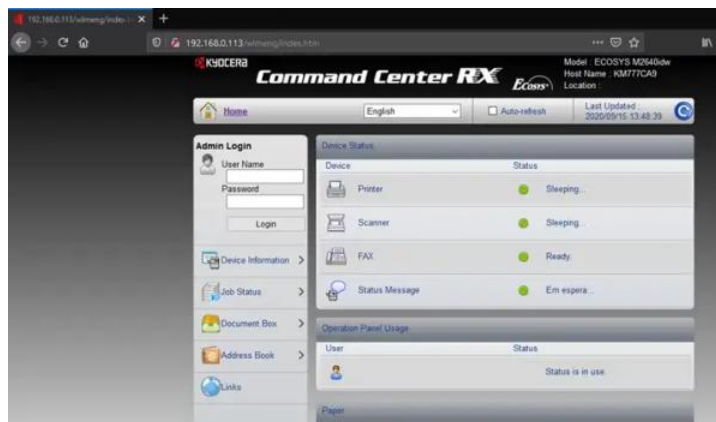 192.168.0.113/wlmeng/index.h
192.168.0.113/wlmeng/index.htm
KYOCERA
Command Center RX
Ecosys
Model : ECOSYS M2640idw
Host Name : KM777CA9
Location :
Home
English
Auto-refresh
Last Updated :
2020/09/15 13:48:39
Admin Login
User Name
Password
Login
Device Information
Job Status
Document Box
Address Book
Links
Device Status
Device Status
Printer Sleeping...
Scanner Sleeping...
FAX Ready.
Status Message Em espera...
Operation Panel Usage
User Status
Status is in use.
Paper